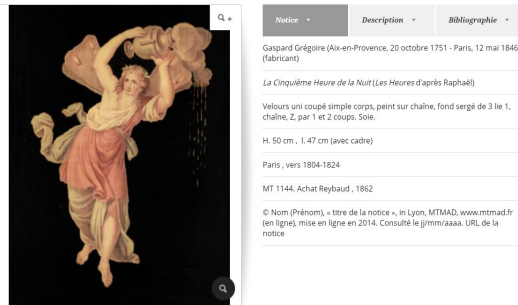 Notice ▾
Description ▾
Bibliographie ▾
Gaspard Grégoire (Aix-en-Provence, 20 octobre 1751 - Paris, 12 mai 1846
(fabricant)
La Cinquième Heure de la Nuit (Les Heures d'après Raphaël)
Velours uni coupé simple corps, peint sur chaîne, fond sergé de 3 lie 1,
chaîne, Z, par 1 et 2 coups. Soie.
H. 50 cm , l. 47 cm (avec cadre)
Paris , vers 1804-1824
MT 1144. Achat Reybaud , 1862
© Nom (Prénom), « titre de la notice », in Lyon, MTMAD, www.mtmad.fr
(en ligne), mise en ligne en 2014. Consulté le jj/mm/aaaa. URL de la
notice